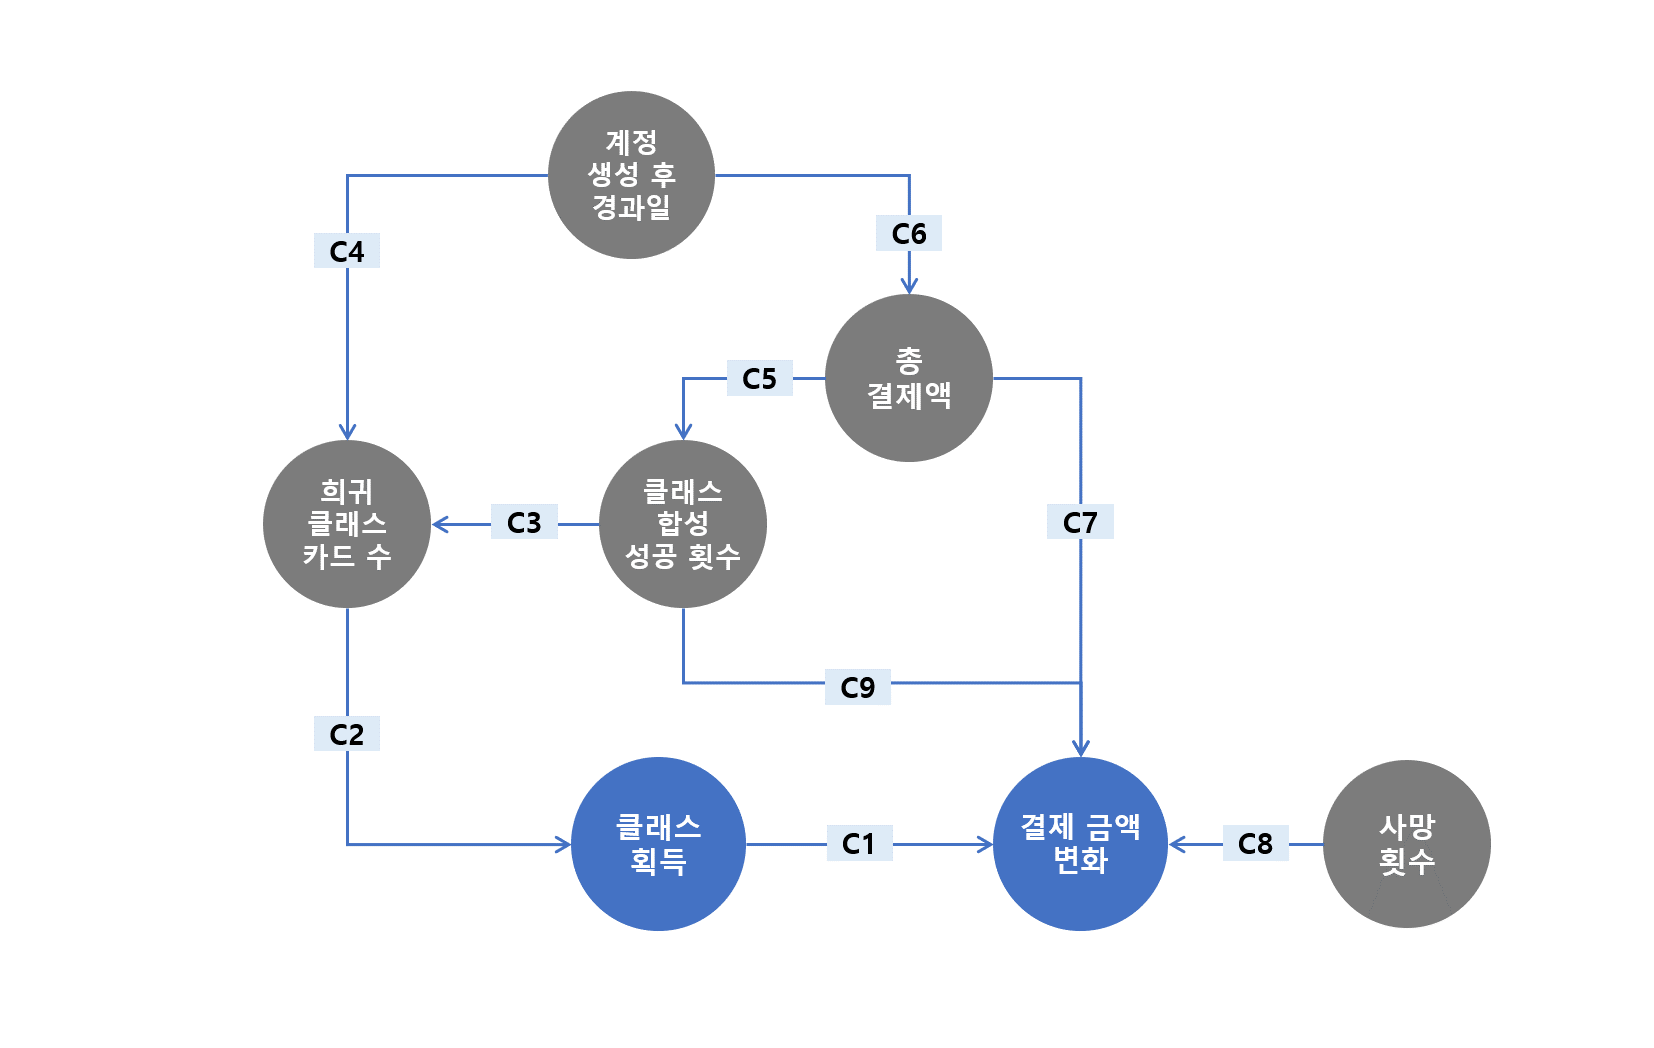 계정
생성 후
경과일
C4
C6
총
결제액
C5
희귀
클래스
카드 수
C3
클래스
합성
성공 횟수
C7
C9
C2
클래스
획득
C1
결제 금액
변화
C8
사망
횟수